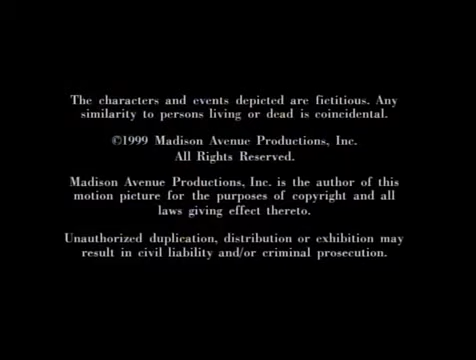 The characters and events depicted are fictitious. Any
similarity to persons living or dead is coincidental.
©1999 Madison Avenue Productions, Inc.
All Rights Reserved.
Madison Avenue Productions, Inc. is the author of this
motion picture for the purposes of copyright and all
laws giving effect thereto.
Unauthorized duplication, distribution or exhibition may
result in civil liability and/or criminal prosecution.